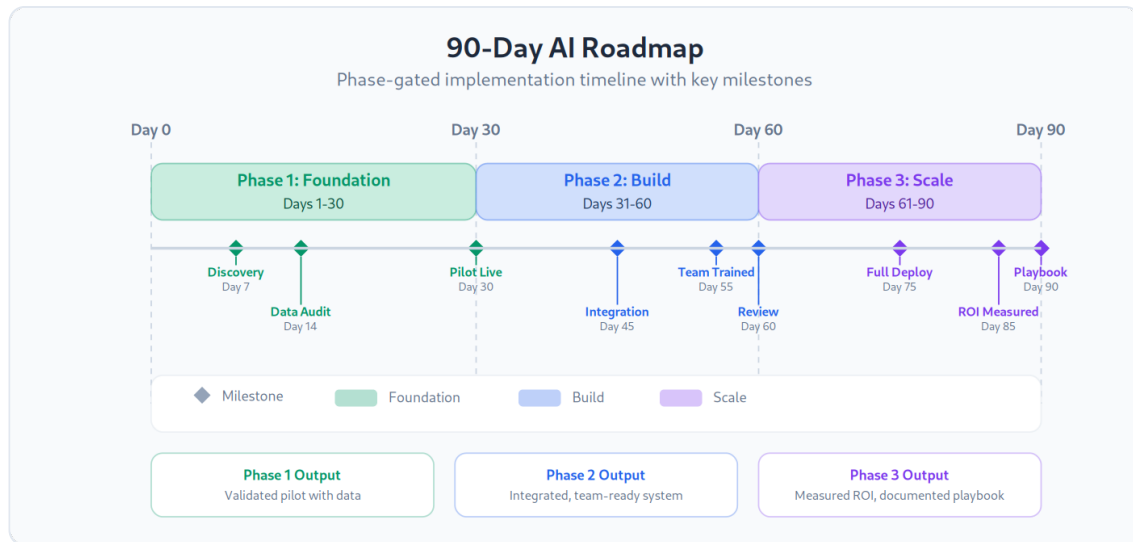 90-Day AI Roadmap
Phase-gated implementation timeline with key milestones
Day 0
Day 30
Day 60
Day 90
Phase 1: Foundation
Days 1-30
Phase 2: Build
Days 31-60
Phase 3: Scale
Days 61-90
Discovery
Day 7
Data Audit
Day 14
Pilot Live
Day 30
Integration
Day 45
Team Trained
Day 55
Review
Day 60
Full Deploy
Day 75
ROI Measured
Day 85
Playbook
Day 90
Milestone
Foundation
Build
Scale
Phase 1 Output
Validated pilot with data
Phase 2 Output
Integrated, team-ready system
Phase 3 Output
Measured ROI, documented playbook